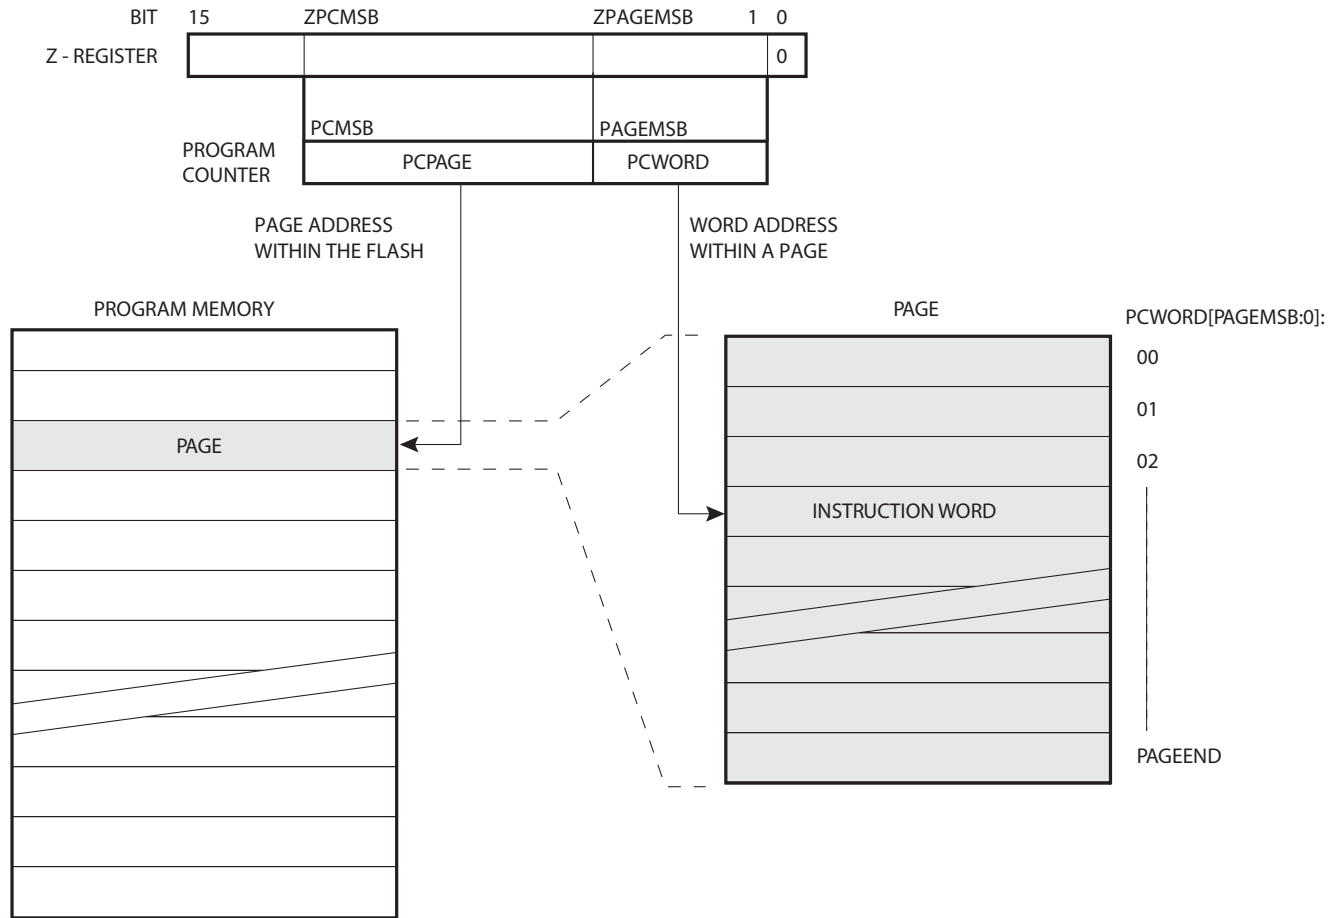 BIT 15 ZPCMSB ZPAGEMSB 1 0
Z - REGISTER 0
PCMSB PAGEMSB
PROGRAM
COUNTER
PCPAGE PCWORD
PAGE ADDRESS
WITHIN THE FLASH
WORD ADDRESS
WITHIN A PAGE
PROGRAM MEMORY
PAGE
PAGE
PCWORD[PAGEMSB:0]:
00
01
02
INSTRUCTION WORD
PAGEEND